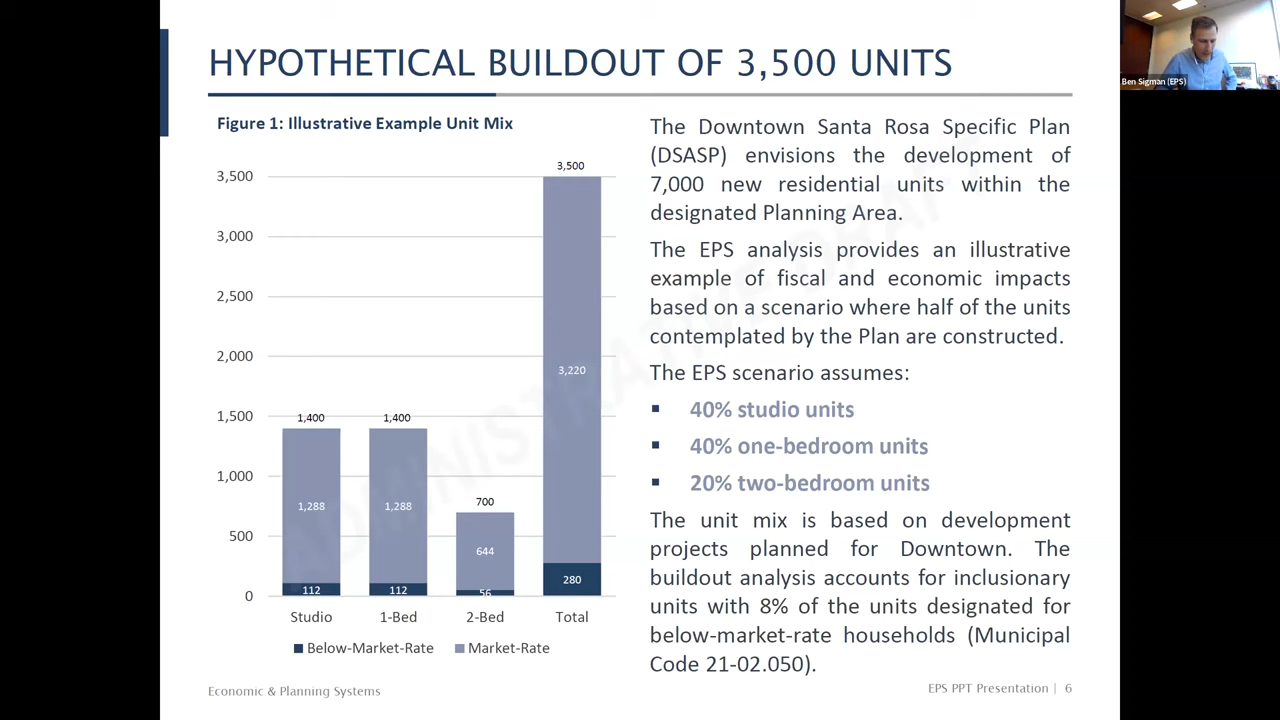 HYPOTHETICAL BUILDOUT OF 3,500 UNITS
Ben Sigman (EPS)
Figure 1: Illustrative Example Unit Mix
3,500
3,500
3,000
2,500
2,000
3,220
1,500
1,400
1,400
1,000
1,288
1,288
700
500
644
280
0
112
112
56
Studio
1-Bed
2-Bed
Total
Below-Market-Rate
Market-Rate
The Downtown Santa Rosa Specific Plan
(DSASP) envisions the development of
7,000 new residential units within the
designated Planning Area.
The EPS analysis provides an illustrative
example of fiscal and economic impacts
based on a scenario where half of the units
contemplated by the Plan are constructed.
The EPS scenario assumes:
40% studio units
40% one-bedroom units
20% two-bedroom units
The unit mix is based on development
projects planned for Downtown. The
buildout analysis accounts for inclusionary
units with 8% of the units designated for
below-market-rate households (Municipal
Code 21-02.050).
ADMINISTRATIVE DRAFT
Economic & Planning Systems
EPS PPT Presentation | 6